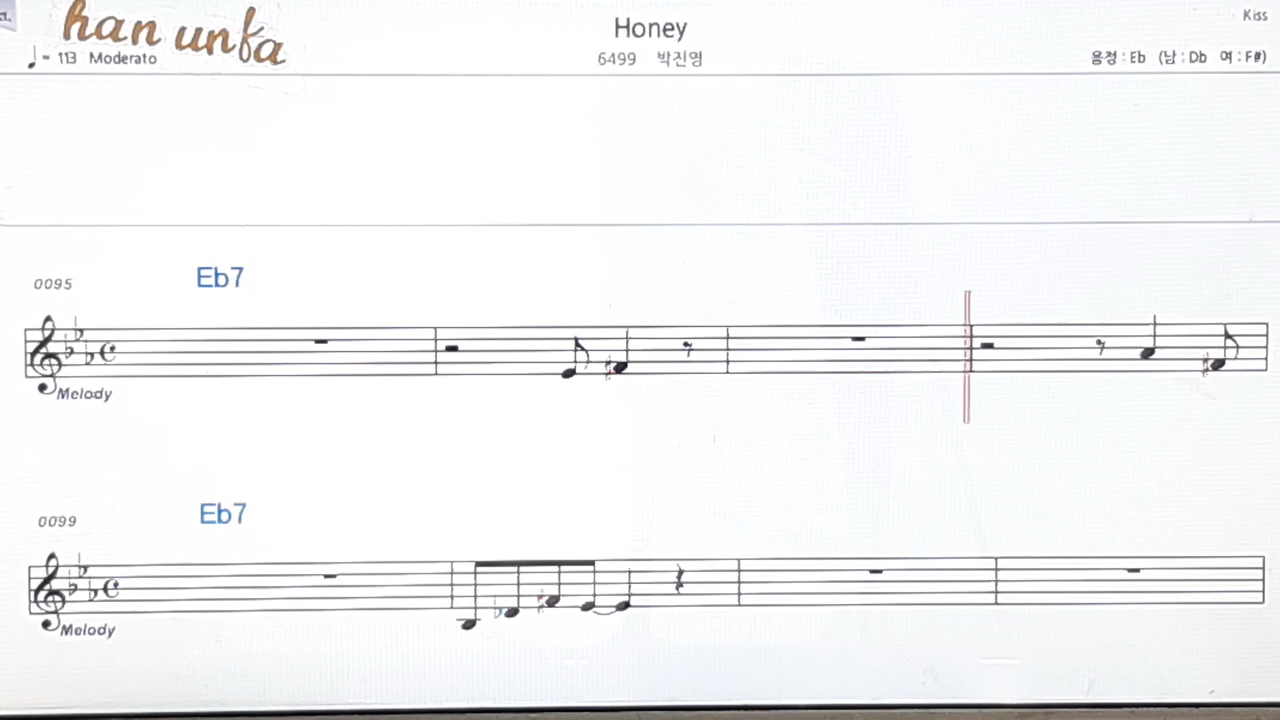 han unfa
Honey
Kiss
♩= 113 Moderato
6499 박진영
음정 : Eb (남 : Db 여 : F#)
0095
Eb7
Melody
0099
Eb7
Melody